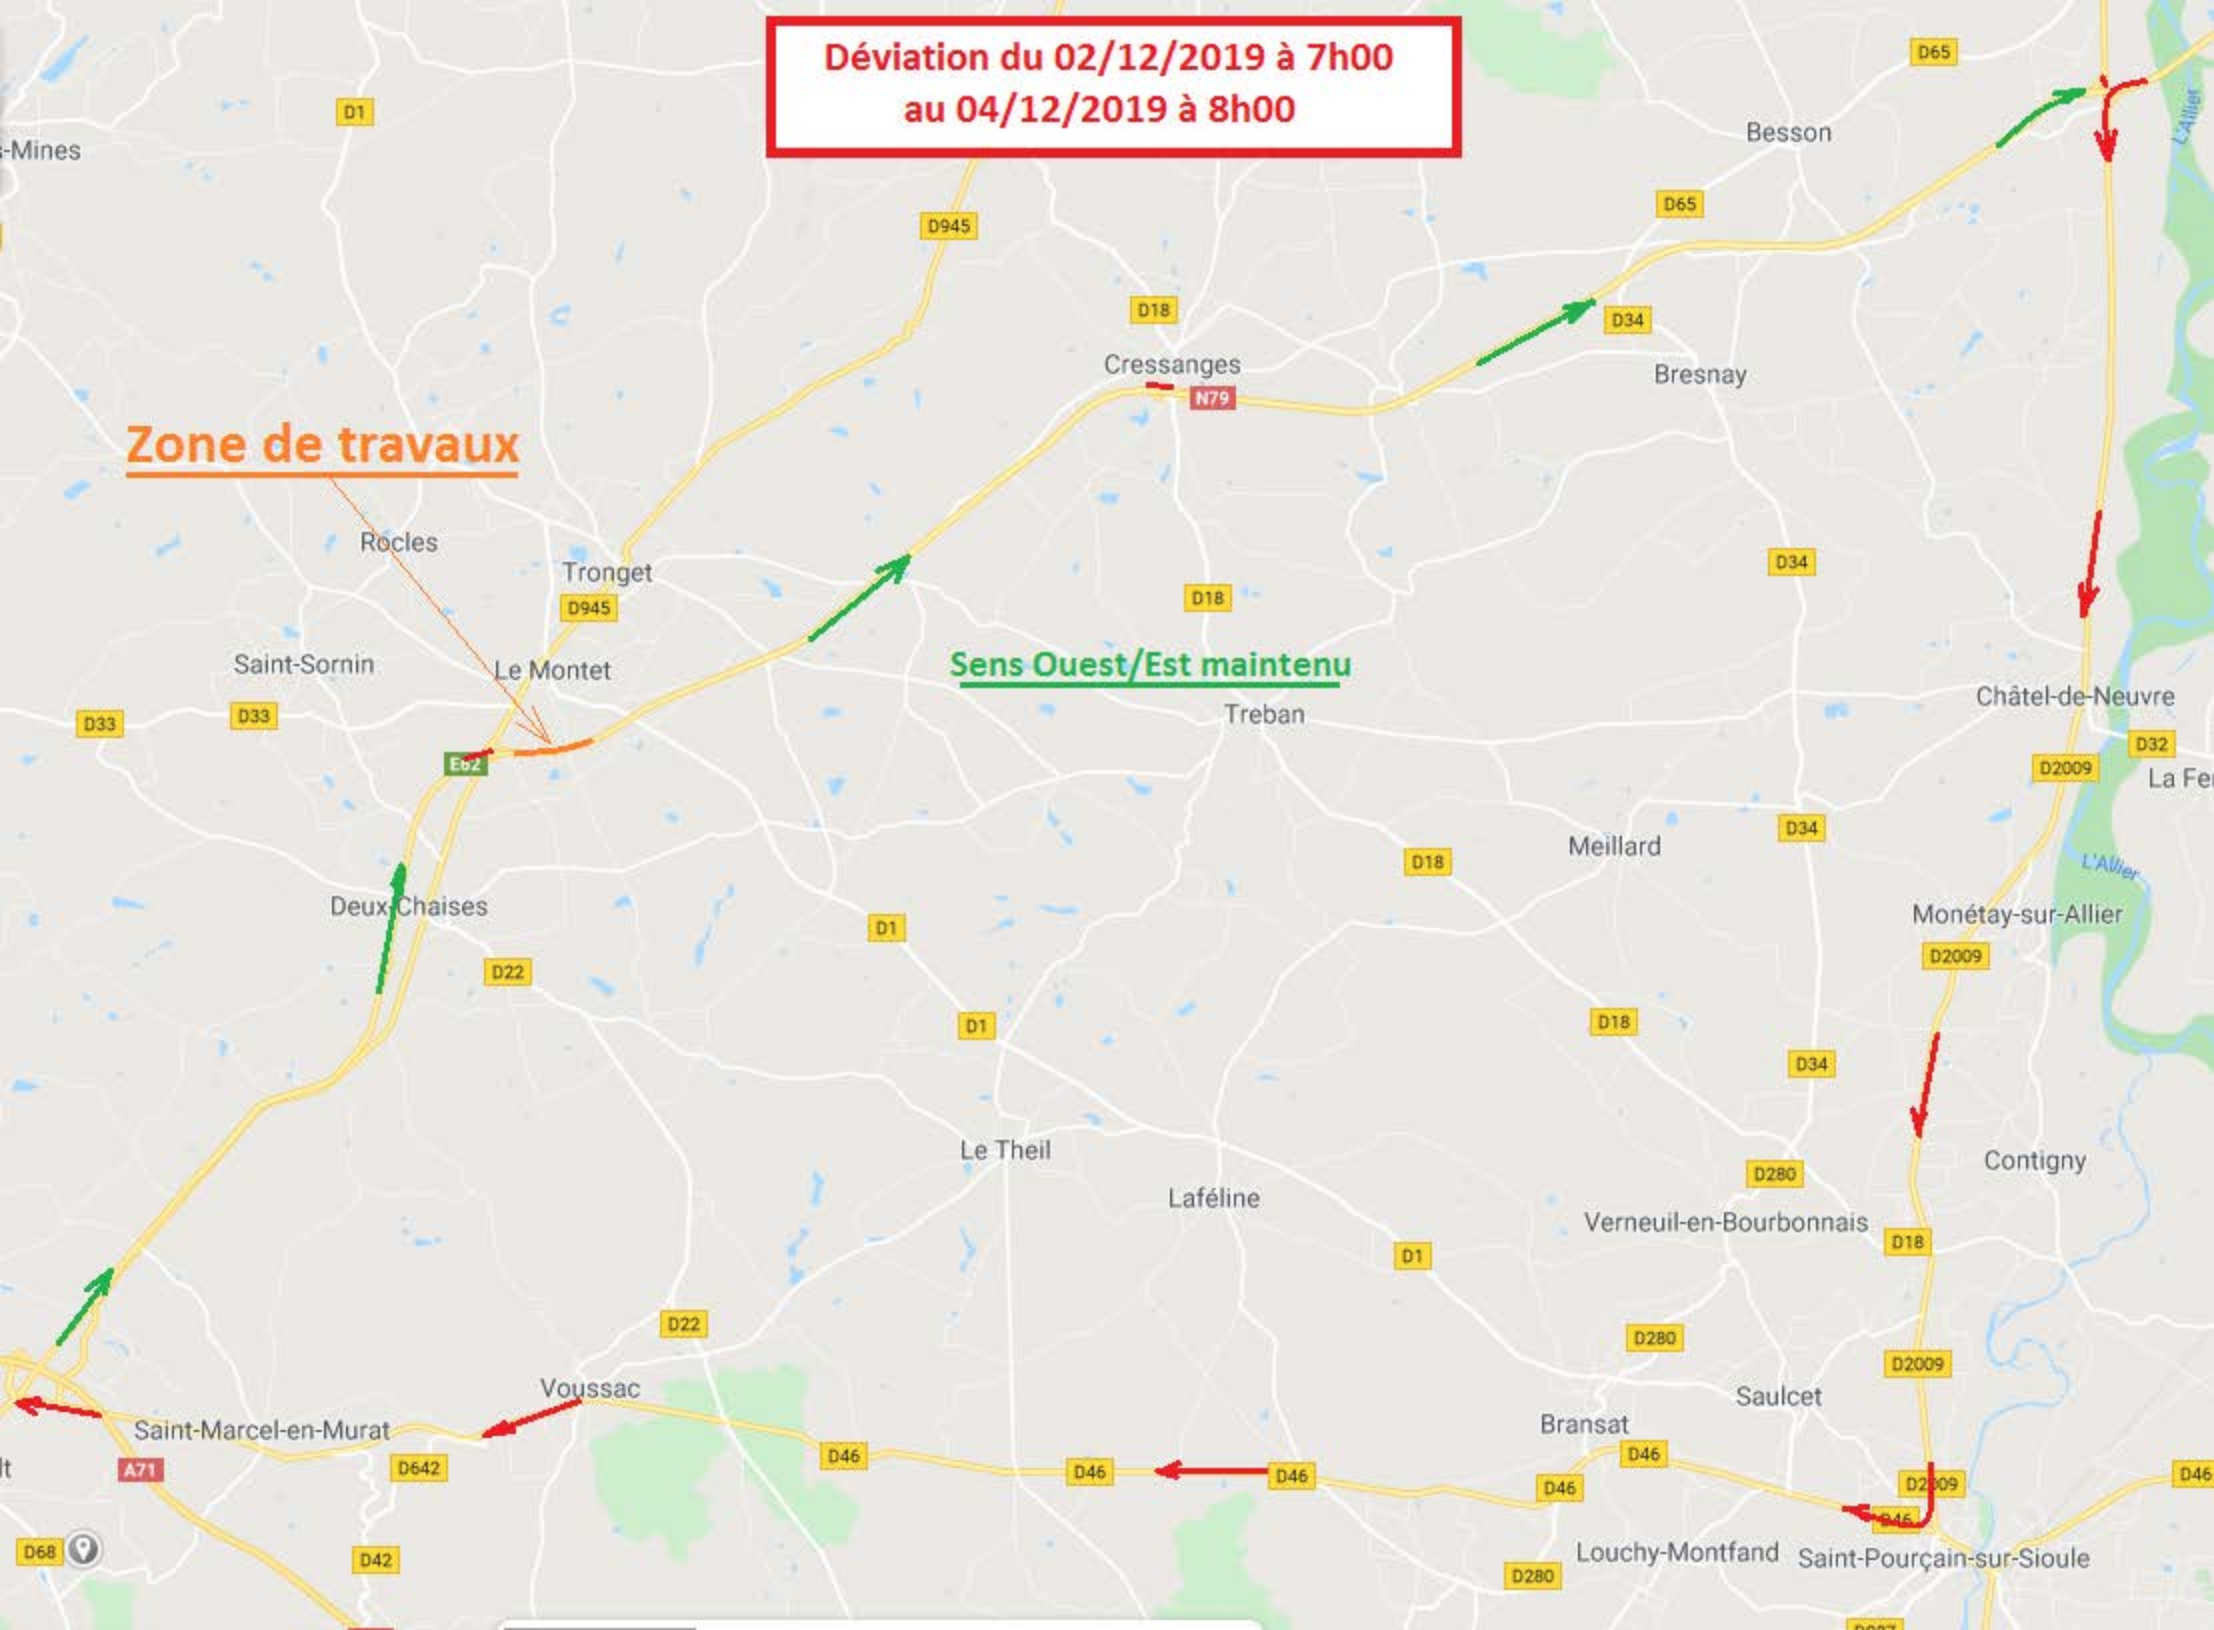 Déviation du 02/12/2019 à 7h00
au 04/12/2019 à 8h00
D65
D1
Besson
L'Allier
-Mines
D65
D945
D18
D34
Cressanges
Bresnay
N79
Zone de travaux
Rocles
Tronget
D945
D18
D34
Sens Ouest/Est maintenu
Saint-Sornin
Le Montet
Châtel-de-Neuvre
D33
D33
Treban
D32
E62
D2009
La Fe
Meillard
D34
D18
L'Allier
Deux-Chaises
Monétay-sur-Allier
D1
D2009
D22
D1
D18
D34
Le Theil
Contigny
D280
Laféline
Verneuil-en-Bourbonnais
D18
D1
D22
D280
D2009
Voussac
Saulcet
Saint-Marcel-en-Murat
Bransat
D642
A71
lt
D46
D46
D46
D46
D46
D2009
D46
D46
D68
D42
Louchy-Montfand
Saint-Pourçain-sur-Sioule
D280